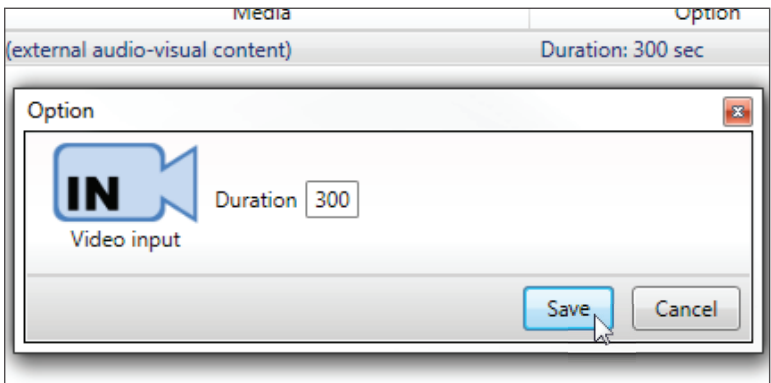 Media Option
(external audio-visual content) Duration: 300 sec
Option
IN
Duration 300
Video input
Save Cancel